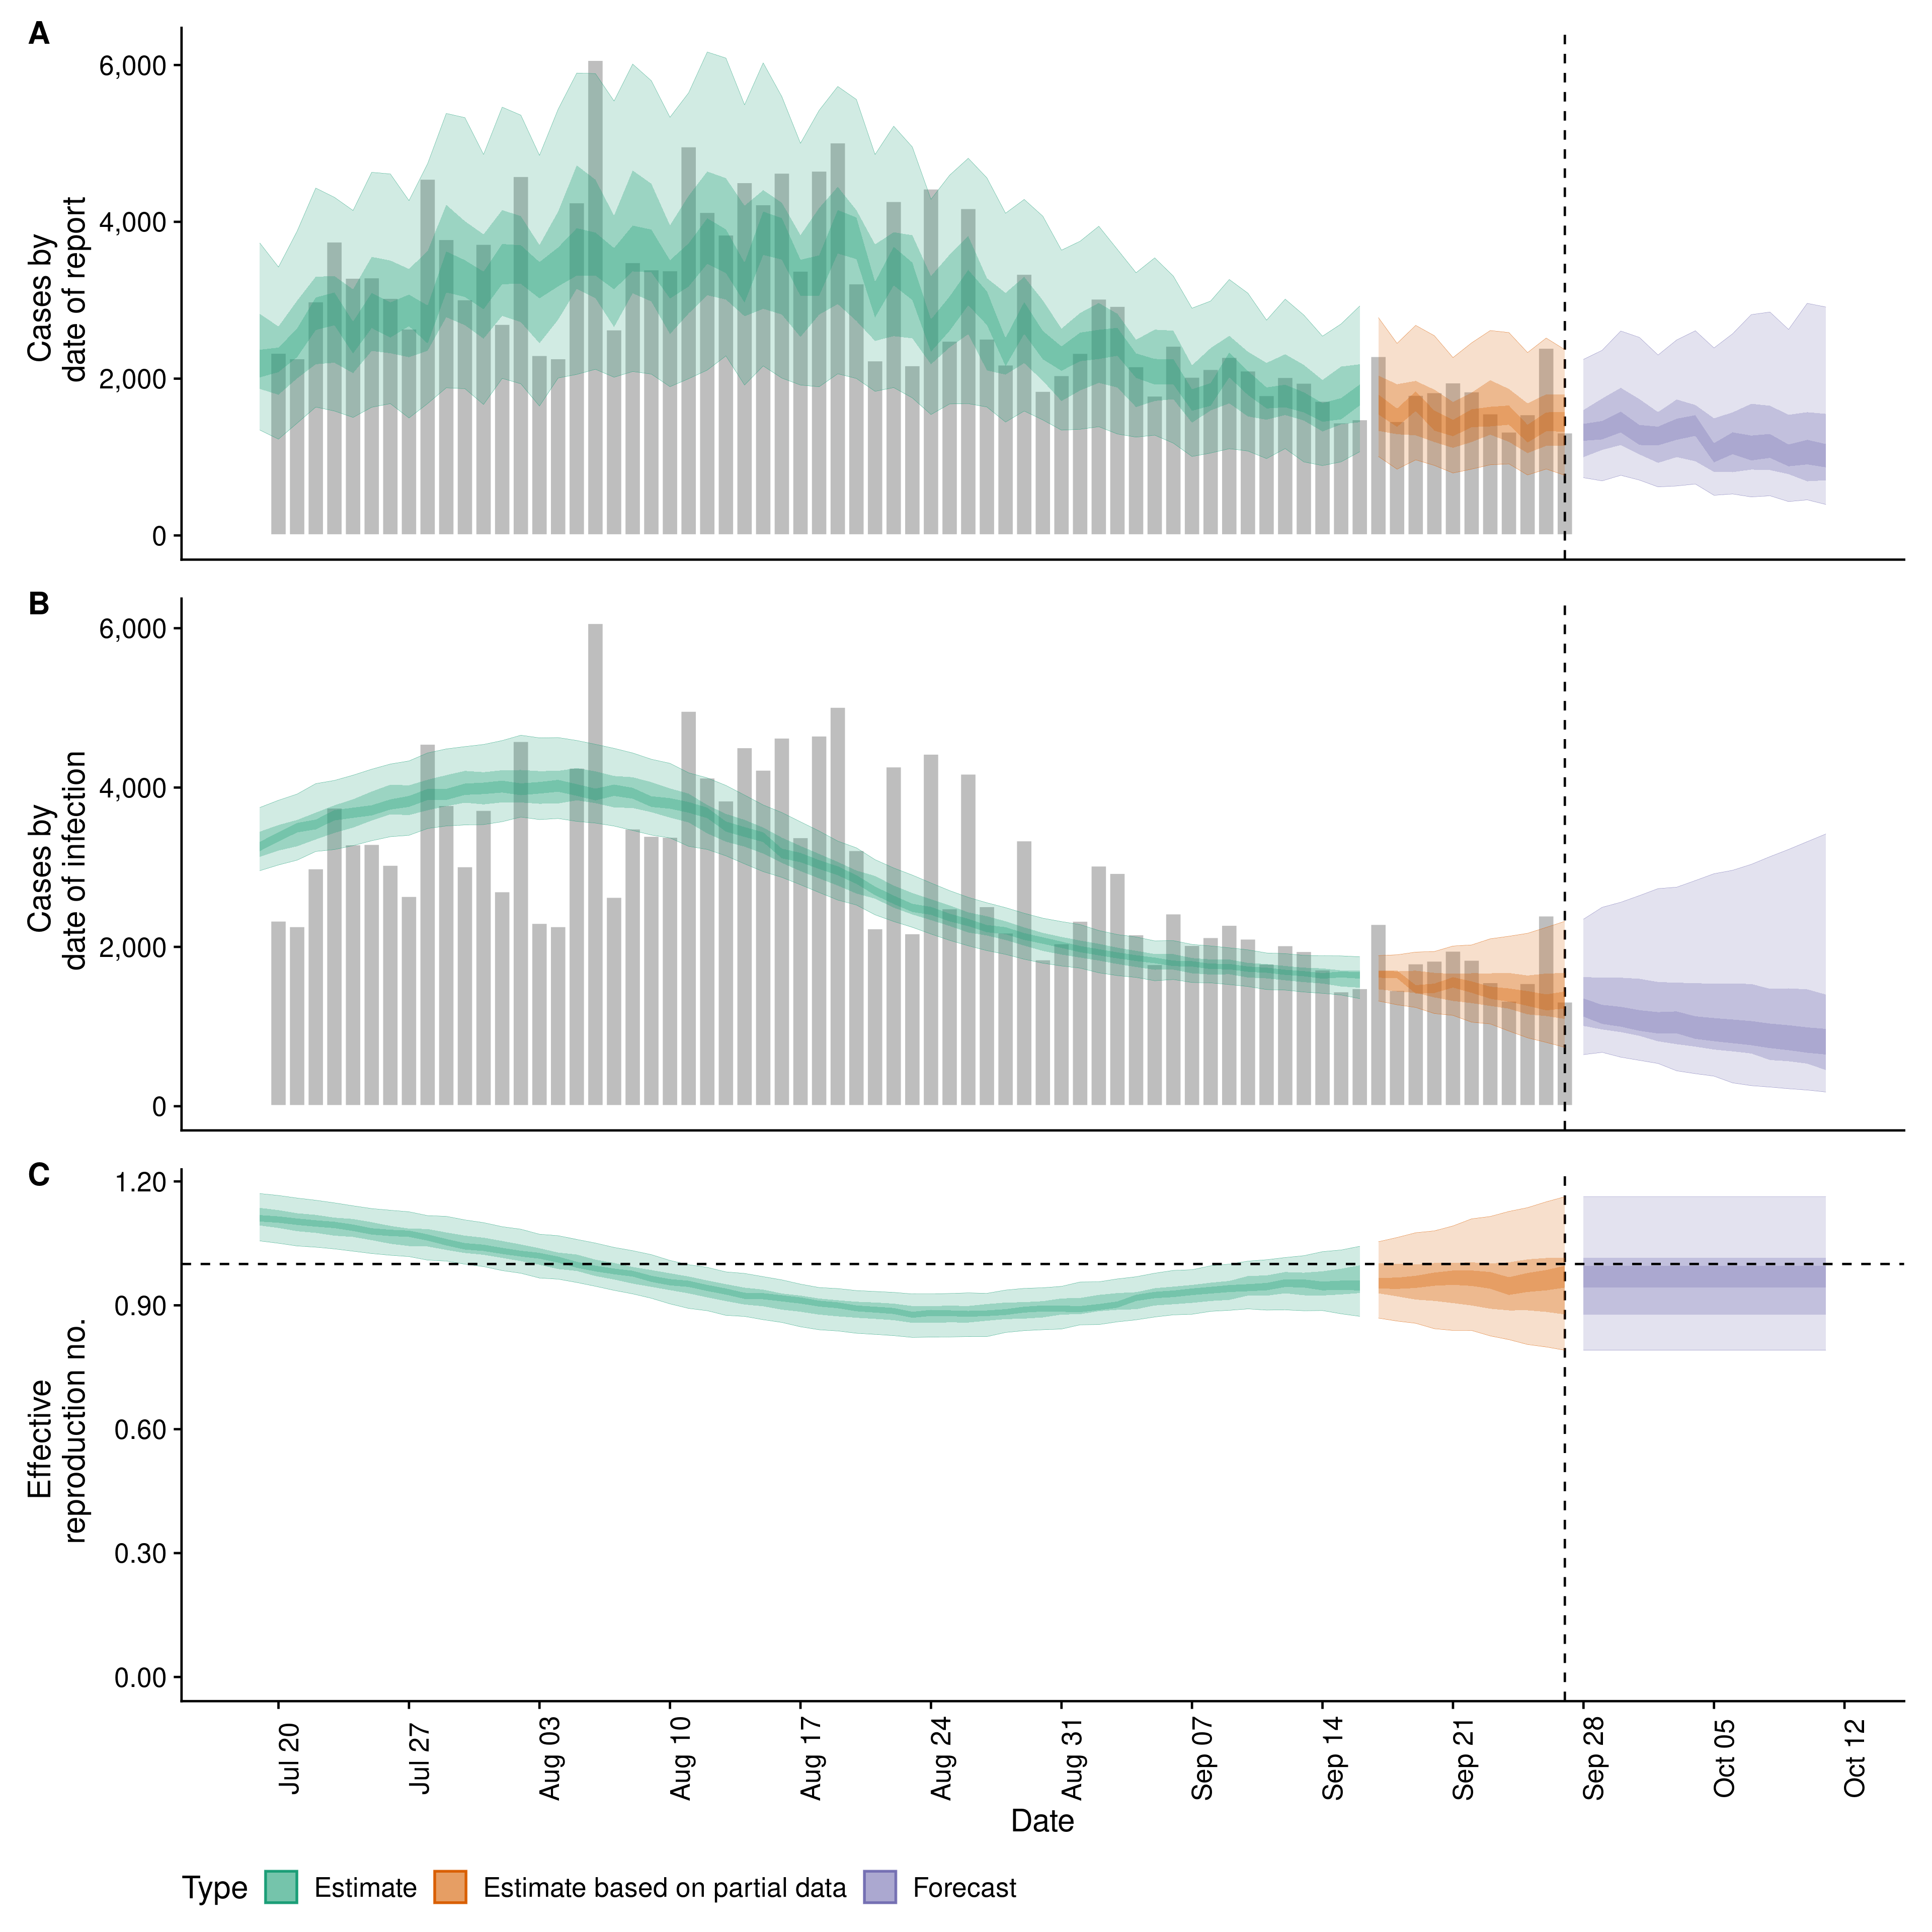 A
Cases by
date of report
6,000
4,000
2,000
0
B
Cases by
date of infection
6,000
4,000
2,000
0
C
Effective
reproduction no.
1.20
0.90
0.60
0.30
0.00
Jul 20
Jul 27
Aug 03
Aug 10
Aug 17
Aug 24
Aug 31
Sep 07
Sep 14
Sep 21
Sep 28
Oct 05
Oct 12
Date
Type Estimate Estimate based on partial data Forecast